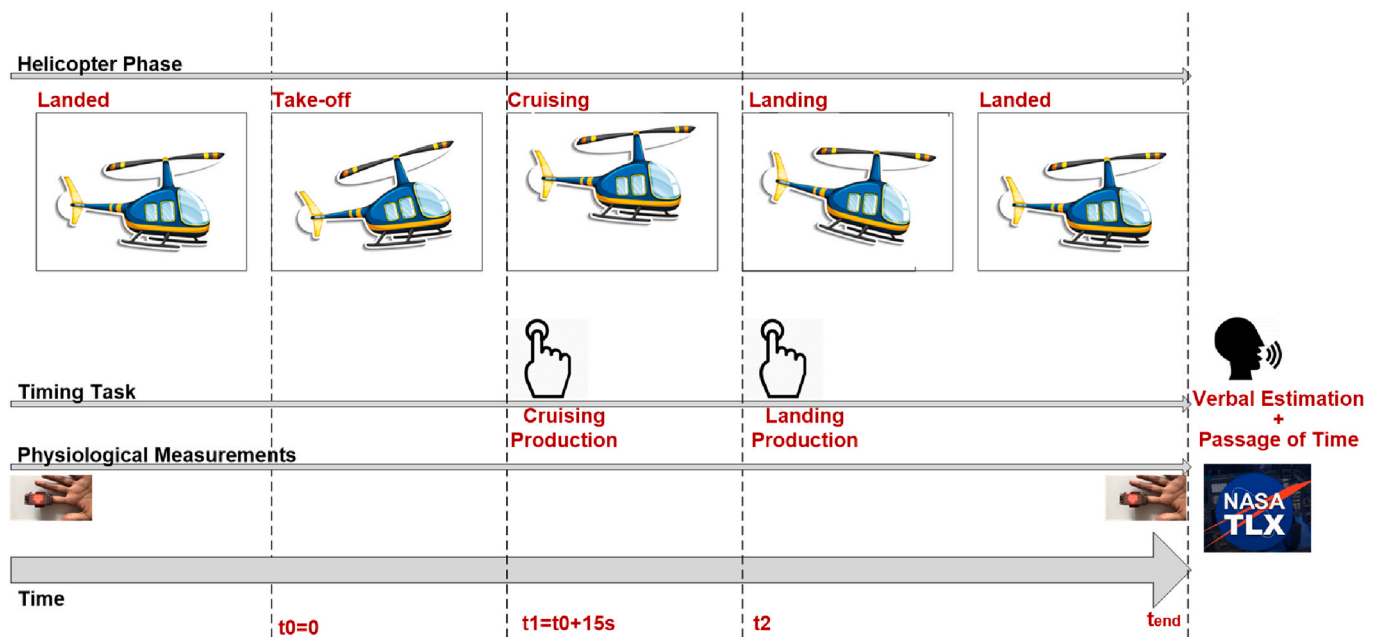 Helicopter Phase
Landed
Take-off
Cruising
Landing
Landed
Timing Task
Cruising
Production
Landing
Production
Verbal Estimation
+
Passage of Time
Physiological Measurements
NASA
TLX
Time
t0=0
t1=t0+15s
t2
tend